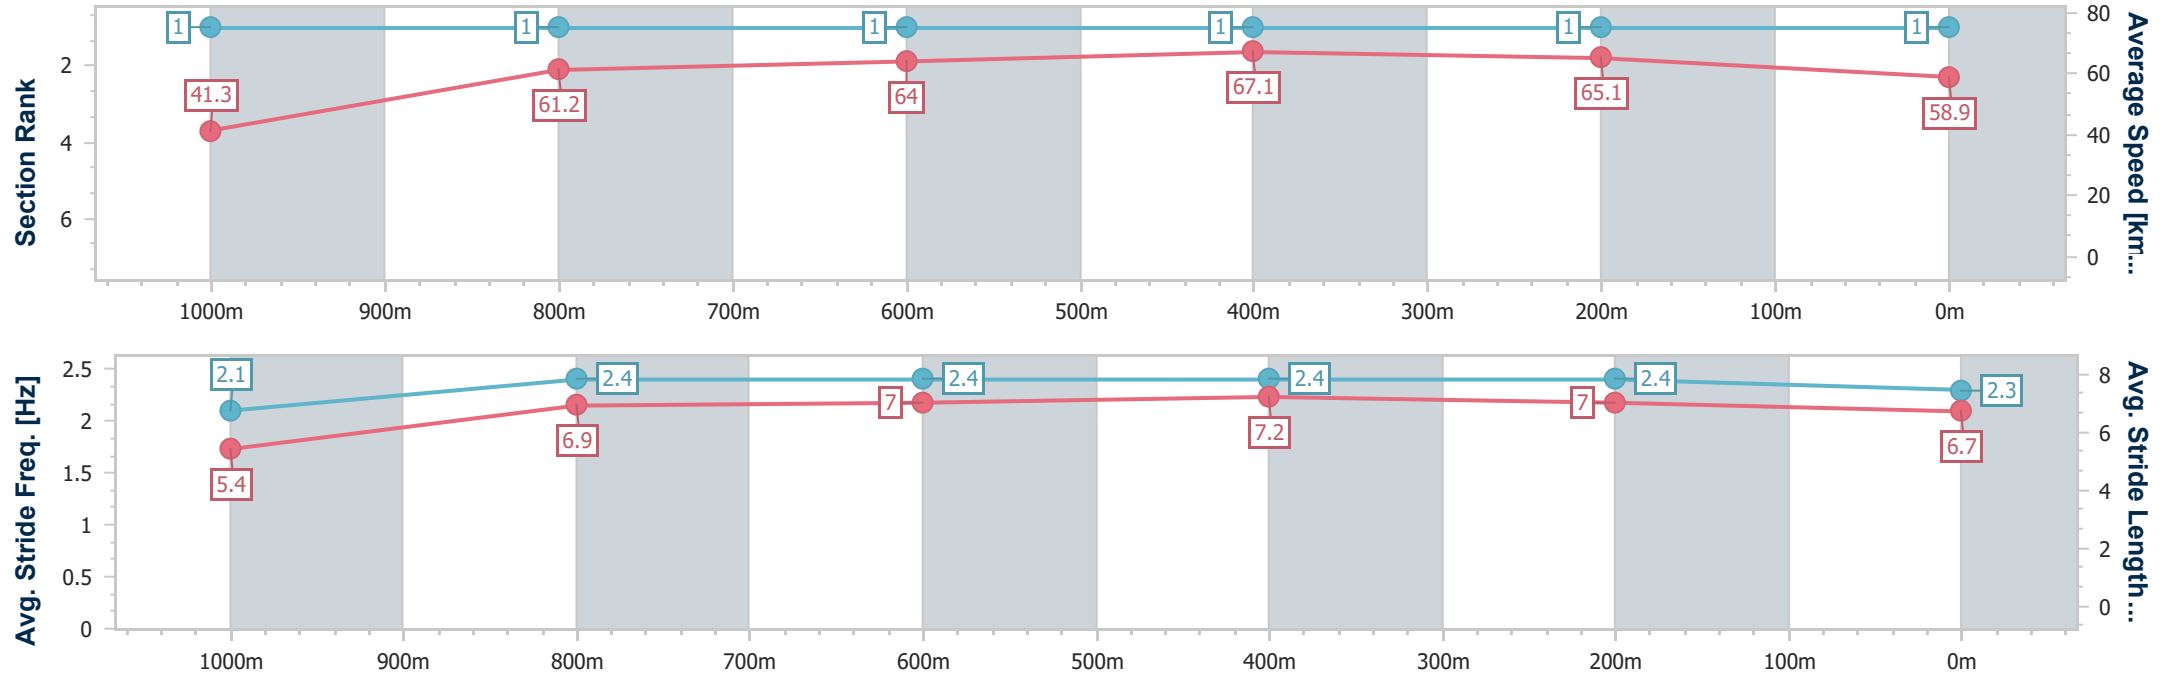 Section Rank
2
4
6
1
1
1
1
1
1
41.3
61.2
64
67.1
65.1
58.9
80
60
40
20
0
Average Speed [km...
1000m
900m
800m
700m
600m
500m
400m
300m
200m
100m
0m
Avg. Stride Freq. [Hz]
2.5
2
1.5
1
0.5
0
2.1
2.4
2.4
2.4
2.4
2.3
5.4
6.9
7
7.2
7
6.7
8
6
4
2
0
Avg. Stride Length...
1000m
900m
800m
700m
600m
500m
400m
300m
200m
100m
0m